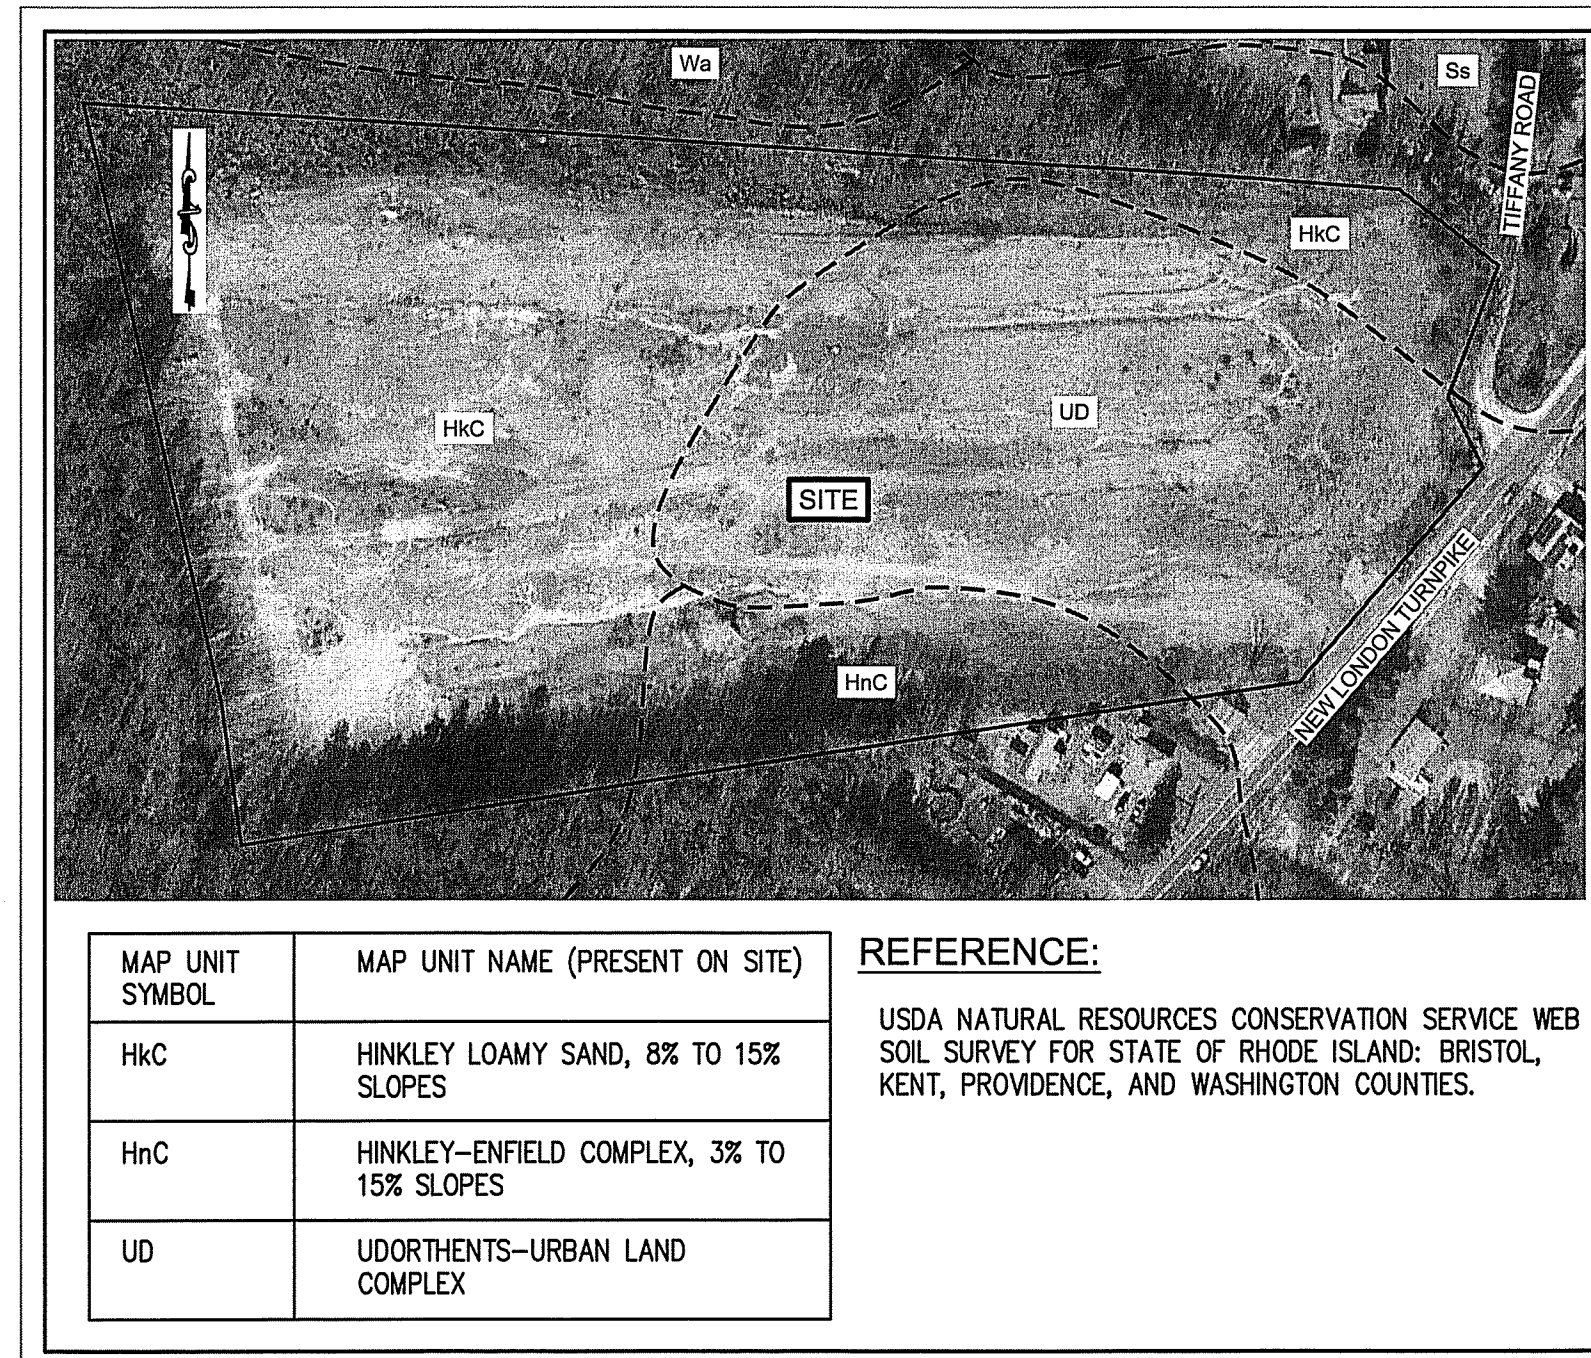 Wa
Ss
TIFFANY ROAD
HkC
HkC
UD
SITE
HnC
NEW LONDON TURNPIKE
MAP UNIT SYMBOL
MAP UNIT NAME (PRESENT ON SITE)
HkC
HINKLEY LOAMY SAND, 8% TO 15%
SLOPES
HnC
HINKLEY-ENFIELD COMPLEX, 3% TO
15% SLOPES
UD
UDORTHENTS-URBAN LAND
COMPLEX
REFERENCE:
USDA NATURAL RESOURCES CONSERVATION SERVICE WEB
SOIL SURVEY FOR STATE OF RHODE ISLAND: BRISTOL,
KENT, PROVIDENCE, AND WASHINGTON COUNTIES.